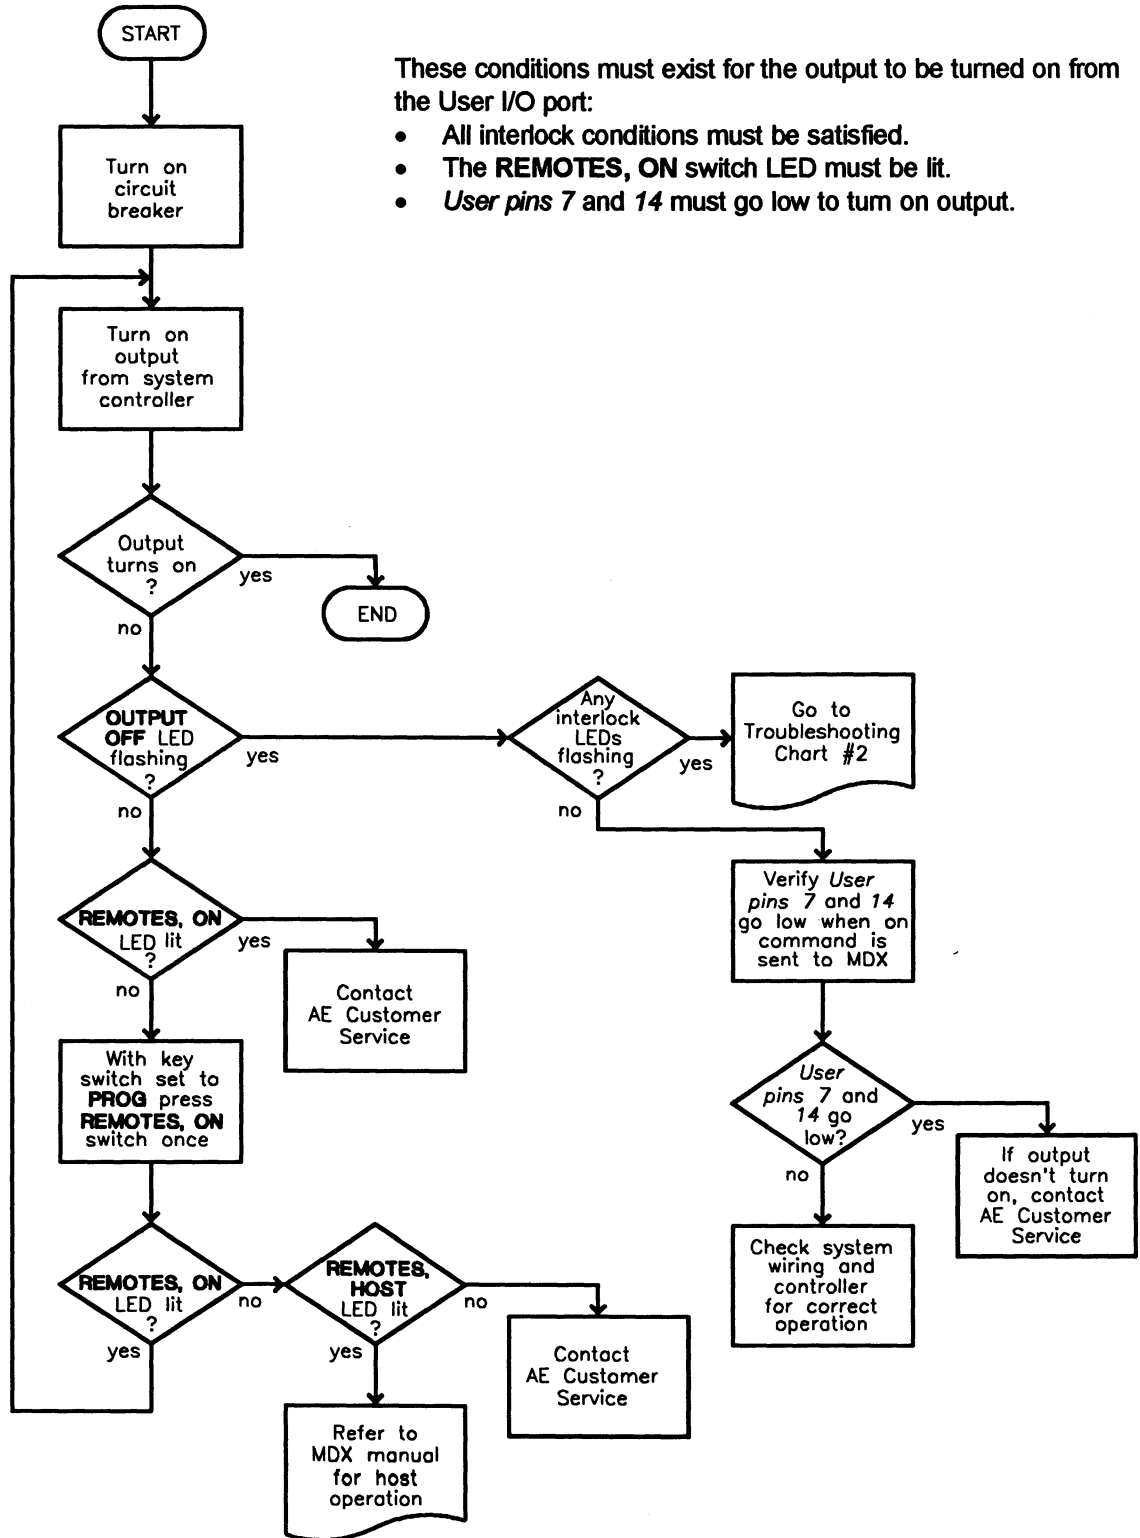 START
These conditions must exist for the output to be turned on from
the User I/O port:
• All interlock conditions must be satisfied.
• The REMOTES, ON switch LED must be lit.
• User pins 7 and 14 must go low to turn on output.
Turn on
circuit
breaker
Turn on
output
from system
controller
Output
turns on
?
yes
no
END
OUTPUT
OFF LED
flashing
?
yes
no
Any
interlock
LEDs
flashing
?
yes
no
Go to
Troubleshooting
Chart #2
Verify User
pins 7 and 14
go low when on
command is
sent to MDX
REMOTES, ON
LED lit
?
yes
no
Contact
AE Customer
Service
With key
switch set to
PROG press
REMOTES, ON
switch once
User
pins 7 and
14 go
low?
yes
no
If output
doesn't turn
on, contact
AE Customer
Service
Check system
wiring and
controller
for correct
operation
REMOTES, ON
LED lit
?
no
yes
REMOTES,
HOST
LED lit
?
no
yes
Contact
AE Customer
Service
Refer to
MDX manual
for host
operation